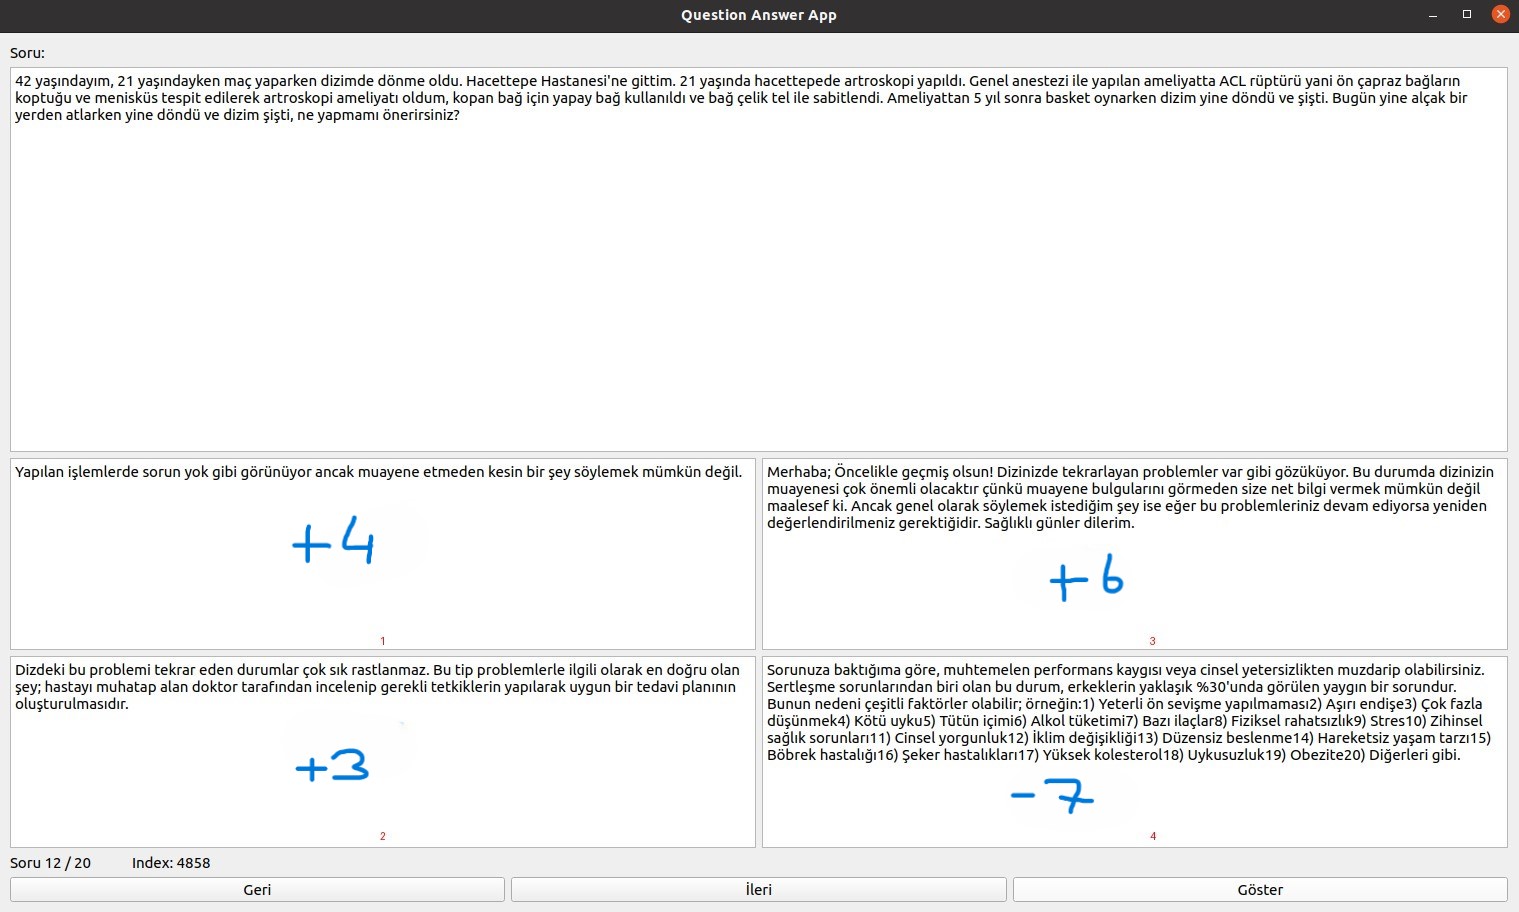 Question Answer App
Soru:
42 yaşındayım, 21 yaşındayken maç yaparken dizimde dönme oldu. Hacettepe Hastanesi'ne gittim. 21 yaşında hacettepede artroskopi yapıldı. Genel anestezi ile yapılan ameliyatta ACL rüptürü yani ön çapraz bağların
koptuğu ve menisküs tespit edilerek artroskopi ameliyatı oldum, kopan bağ için yapay bağ kullanıldı ve bağ çelik tel ile sabitlendi. Ameliyattan 5 yıl sonra basket oynarken dizim yine döndü ve şişti. Bugün yine alçak bir
yerden atlarken yine döndü ve dizim şişti, ne yapmamı önerirsiniz?
Yapılan işlemlerde sorun yok gibi görünüyor ancak muayene etmeden kesin bir şey söylemek mümkün değil.
+4
1
Merhaba; Öncelikle geçmiş olsun! Dizinizde tekrarlayan problemler var gibi gözüküyor. Bu durumda dizinizin
muayenesi çok önemli olacaktır çünkü muayene bulgularını görmeden size net bilgi vermek mümkün değil
maalesef ki. Ancak genel olarak söylemek istediğim şey ise eğer bu problemleriniz devam ediyorsa yeniden
değerlendirilmeniz gerektiğidir. Sağlıklı günler dilerim.
+6
3
Dizdeki bu problemi tekrar eden durumlar çok sık rastlanmaz. Bu tip problemlerle ilgili olarak en doğru olan
şey; hastayı muhatap alan doktor tarafından incelenip gerekli tetkiklerin yapılarak uygun bir tedavi planının
oluşturulmasıdır.
+3
2
Sorunuza baktığıma göre, muhtemelen performans kaygısı veya cinsel yetersizlikten muzdarip olabilirsiniz.
Sertleşme sorunlarından biri olan bu durum, erkeklerin yaklaşık %30'unda görülen yaygın bir sorundur.
Bunun nedeni çeşitli faktörler olabilir; örneğin:1) Yeterli ön sevişme yapılmaması2) Aşırı endişe3) Çok fazla
düşünmek4) Kötü uyku5) Tütün içimi6) Alkol tüketimi7) Bazı ilaçlar8) Fiziksel rahatsızlık9) Stres10) Zihinsel
sağlık sorunları11) Cinsel yorgunluk12) İklim değişikliği13) Düzensiz beslenme14) Hareketsiz yaşam tarzı15)
Böbrek hastalığı16) Şeker hastalıkları17) Yüksek kolesterol18) Uykusuzluk19) Obezite20) Diğerleri gibi.
-7
4
Soru 12 / 20 Index: 4858
Geri İleri Göster